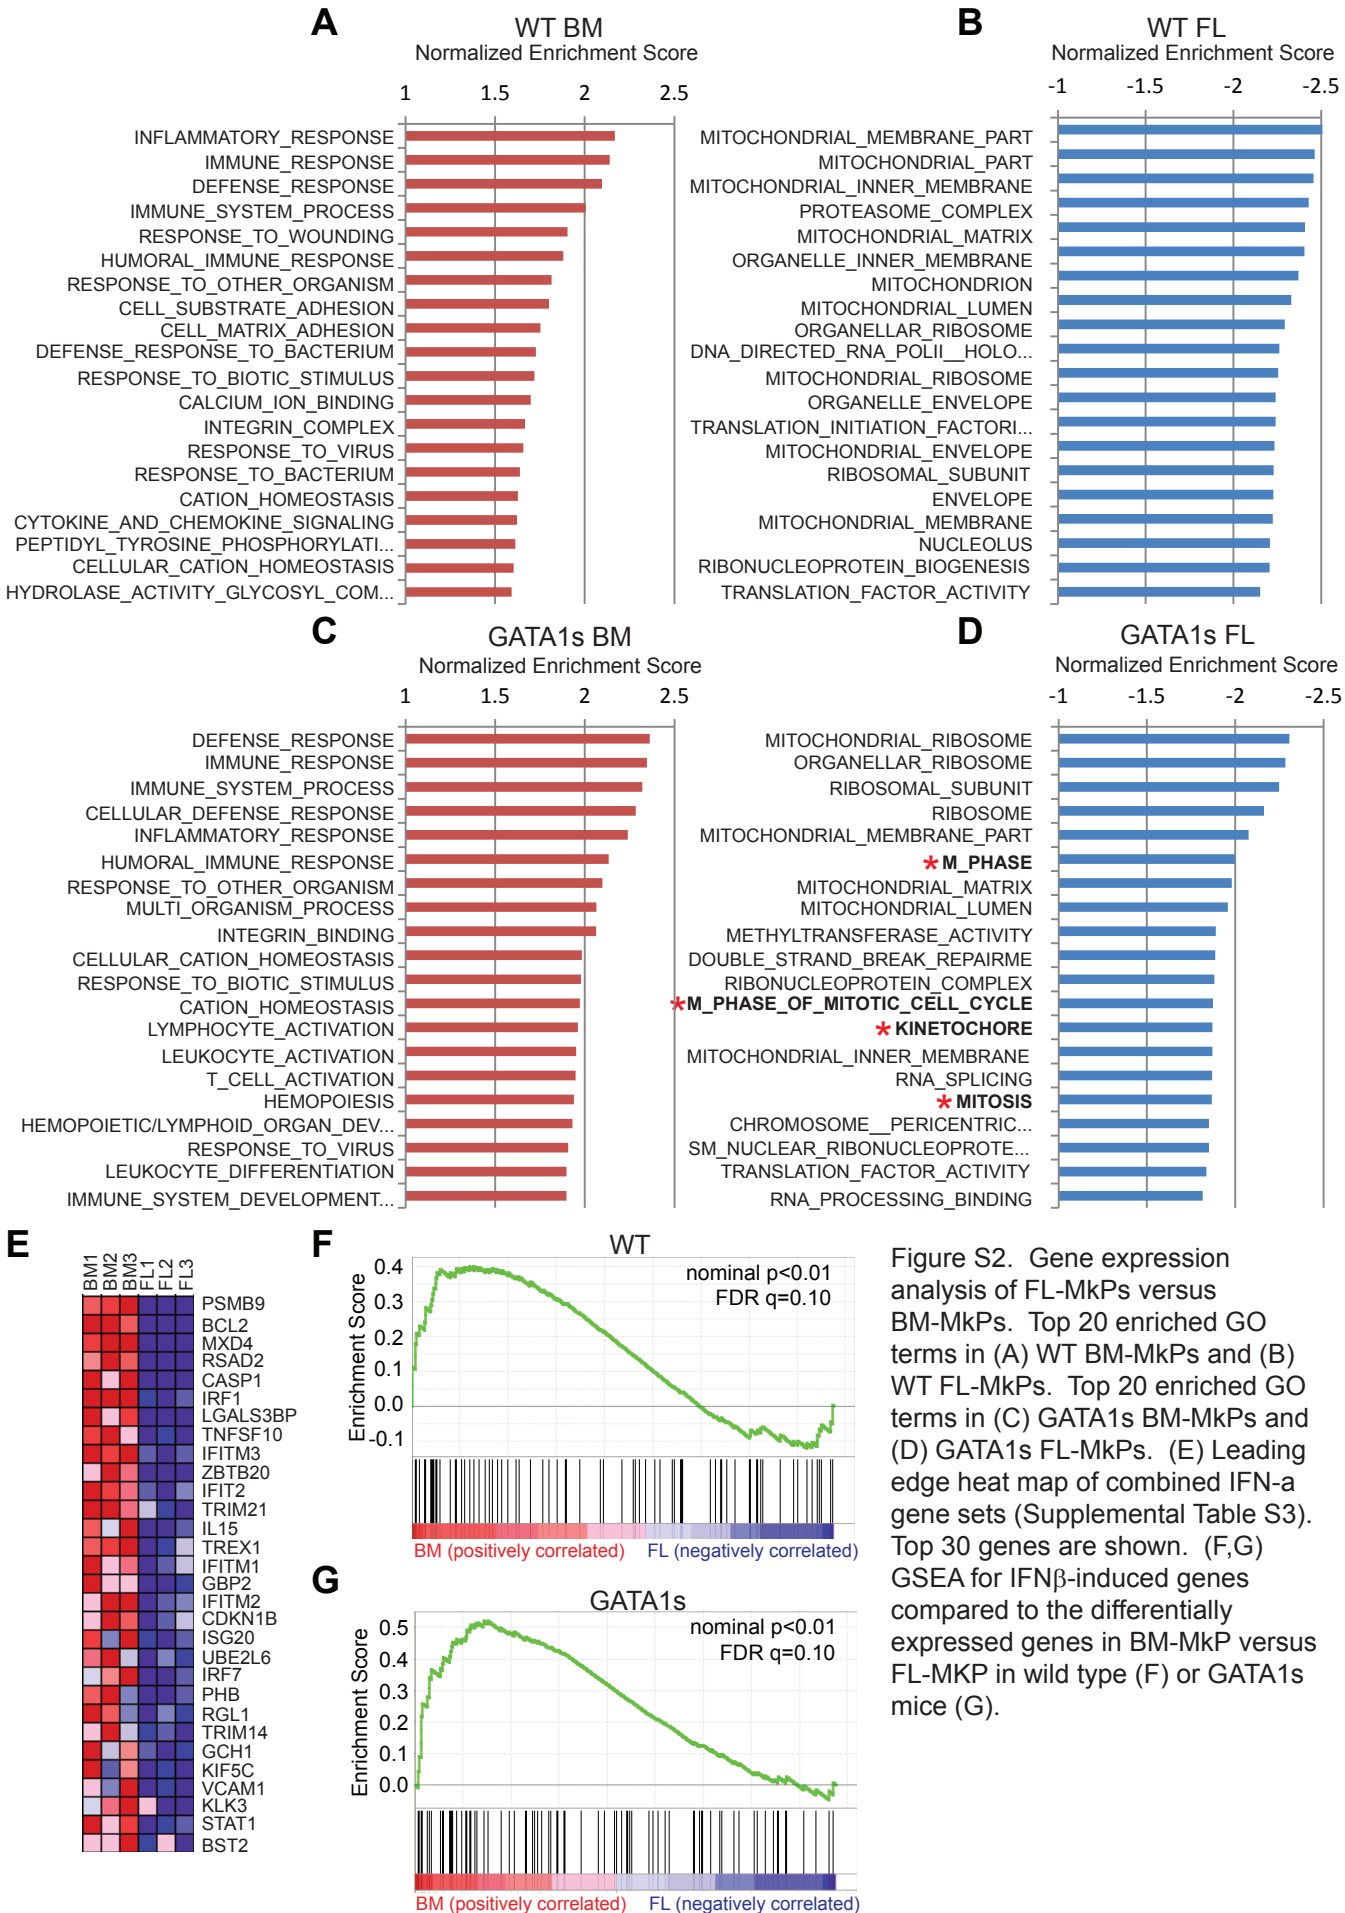 A
WT BM
Normalized Enrichment Score
1 1.5 2 2.5
INFLAMMATORY_RESPONSE
IMMUNE_RESPONSE
DEFENSE_RESPONSE
IMMUNE_SYSTEM_PROCESS
RESPONSE_TO_WOUNDING
HUMORAL_IMMUNE_RESPONSE
RESPONSE_TO_OTHER_ORGANISM
CELL_SUBSTRATE_ADHESION
CELL_MATRIX_ADHESION
DEFENSE_RESPONSE_TO_BACTERIUM
RESPONSE_TO_BIOTIC_STIMULUS
CALCIUM_ION_BINDING
INTEGRIN_COMPLEX
RESPONSE_TO_VIRUS
RESPONSE_TO_BACTERIUM
CATION_HOMEOSTASIS
CYTOKINE_AND_CHEMOKINE_SIGNALING
PEPTIDYL_TYROSINE_PHOSPHORYLATI...
CELLULAR_CATION_HOMEOSTASIS
HYDROLASE_ACTIVITY_GLYCOSYL_COM...
B
WT FL
Normalized Enrichment Score
-1 -1.5 -2 -2.5
MITOCHONDRIAL_MEMBRANE_PART
MITOCHONDRIAL_PART
MITOCHONDRIAL_INNER_MEMBRANE
PROTEASOME_COMPLEX
MITOCHONDRIAL_MATRIX
ORGANELLE_INNER_MEMBRANE
MITOCHONDRION
MITOCHONDRIAL_LUMEN
ORGANELLAR_RIBOSOME
DNA_DIRECTED_RNA_POLII__HOLO...
MITOCHONDRIAL_RIBOSOME
ORGANELLE_ENVELOPE
TRANSLATION_INITIATION_FACTORI...
MITOCHONDRIAL_ENVELOPE
RIBOSOMAL_SUBUNIT
ENVELOPE
MITOCHONDRIAL_MEMBRANE
NUCLEOLUS
RIBONUCLEOPROTEIN_BIOGENESIS
TRANSLATION_FACTOR_ACTIVITY
C
GATA1s BM
Normalized Enrichment Score
1 1.5 2 2.5
DEFENSE_RESPONSE
IMMUNE_RESPONSE
IMMUNE_SYSTEM_PROCESS
CELLULAR_DEFENSE_RESPONSE
INFLAMMATORY_RESPONSE
HUMORAL_IMMUNE_RESPONSE
RESPONSE_TO_OTHER_ORGANISM
MULTI_ORGANISM_PROCESS
INTEGRIN_BINDING
CELLULAR_CATION_HOMEOSTASIS
RESPONSE_TO_BIOTIC_STIMULUS
CATION_HOMEOSTASIS
LYMPHOCYTE_ACTIVATION
LEUKOCYTE_ACTIVATION
T_CELL_ACTIVATION
HEMOPOIESIS
HEMOPOIETIC/LYMPHOID_ORGAN_DEV...
RESPONSE_TO_VIRUS
LEUKOCYTE_DIFFERENTIATION
IMMUNE_SYSTEM_DEVELOPMENT...
D
GATA1s FL
Normalized Enrichment Score
-1 -1.5 -2 -2.5
MITOCHONDRIAL_RIBOSOME
ORGANELLAR_RIBOSOME
RIBOSOMAL_SUBUNIT
RIBOSOME
MITOCHONDRIAL_MEMBRANE_PART
*M_PHASE
MITOCHONDRIAL_MATRIX
MITOCHONDRIAL_LUMEN
METHYLTRANSFERASE_ACTIVITY
DOUBLE_STRAND_BREAK_REPAIRME
RIBONUCLEOPROTEIN_COMPLEX
*M_PHASE_OF_MITOTIC_CELL_CYCLE
*KINETOCHORE
MITOCHONDRIAL_INNER_MEMBRANE
RNA_SPLICING
*MITOSIS
CHROMOSOME__PERICENTRIC...
SM_NUCLEAR_RIBONUCLEOPROTE...
TRANSLATION_FACTOR_ACTIVITY
RNA_PROCESSING_BINDING
E
BM1 BM2 BM3 FL1 FL2 FL3
PSMB9
BCL2
MXD4
RSAD2
CASP1
IRF1
LGALS3BP
TNFSF10
IFITM3
ZBTB20
IFIT2
TRIM21
IL15
TREX1
IFITM1
GBP2
IFITM2
CDKN1B
ISG20
UBE2L6
IRF7
PHB
RGL1
TRIM14
GCH1
KIF5C
VCAM1
KLK3
STAT1
BST2
F
WT
nominal p<0.01
FDR q=0.10
Enrichment Score
0.4
0.3
0.2
0.1
0.0
-0.1
BM (positively correlated) FL (negatively correlated)
G
GATA1s
nominal p<0.01
FDR q=0.10
Enrichment Score
0.5
0.4
0.3
0.2
0.1
0.0
BM (positively correlated) FL (negatively correlated)
Figure S2. Gene expression
analysis of FL-MkPs versus
BM-MkPs. Top 20 enriched GO
terms in (A) WT BM-MkPs and (B)
WT FL-MkPs. Top 20 enriched GO
terms in (C) GATA1s BM-MkPs and
(D) GATA1s FL-MkPs. (E) Leading
edge heat map of combined IFN-a
gene sets (Supplemental Table S3).
Top 30 genes are shown. (F,G)
GSEA for IFNβ-induced genes
compared to the differentially
expressed genes in BM-MkP versus
FL-MKP in wild type (F) or GATA1s
mice (G).